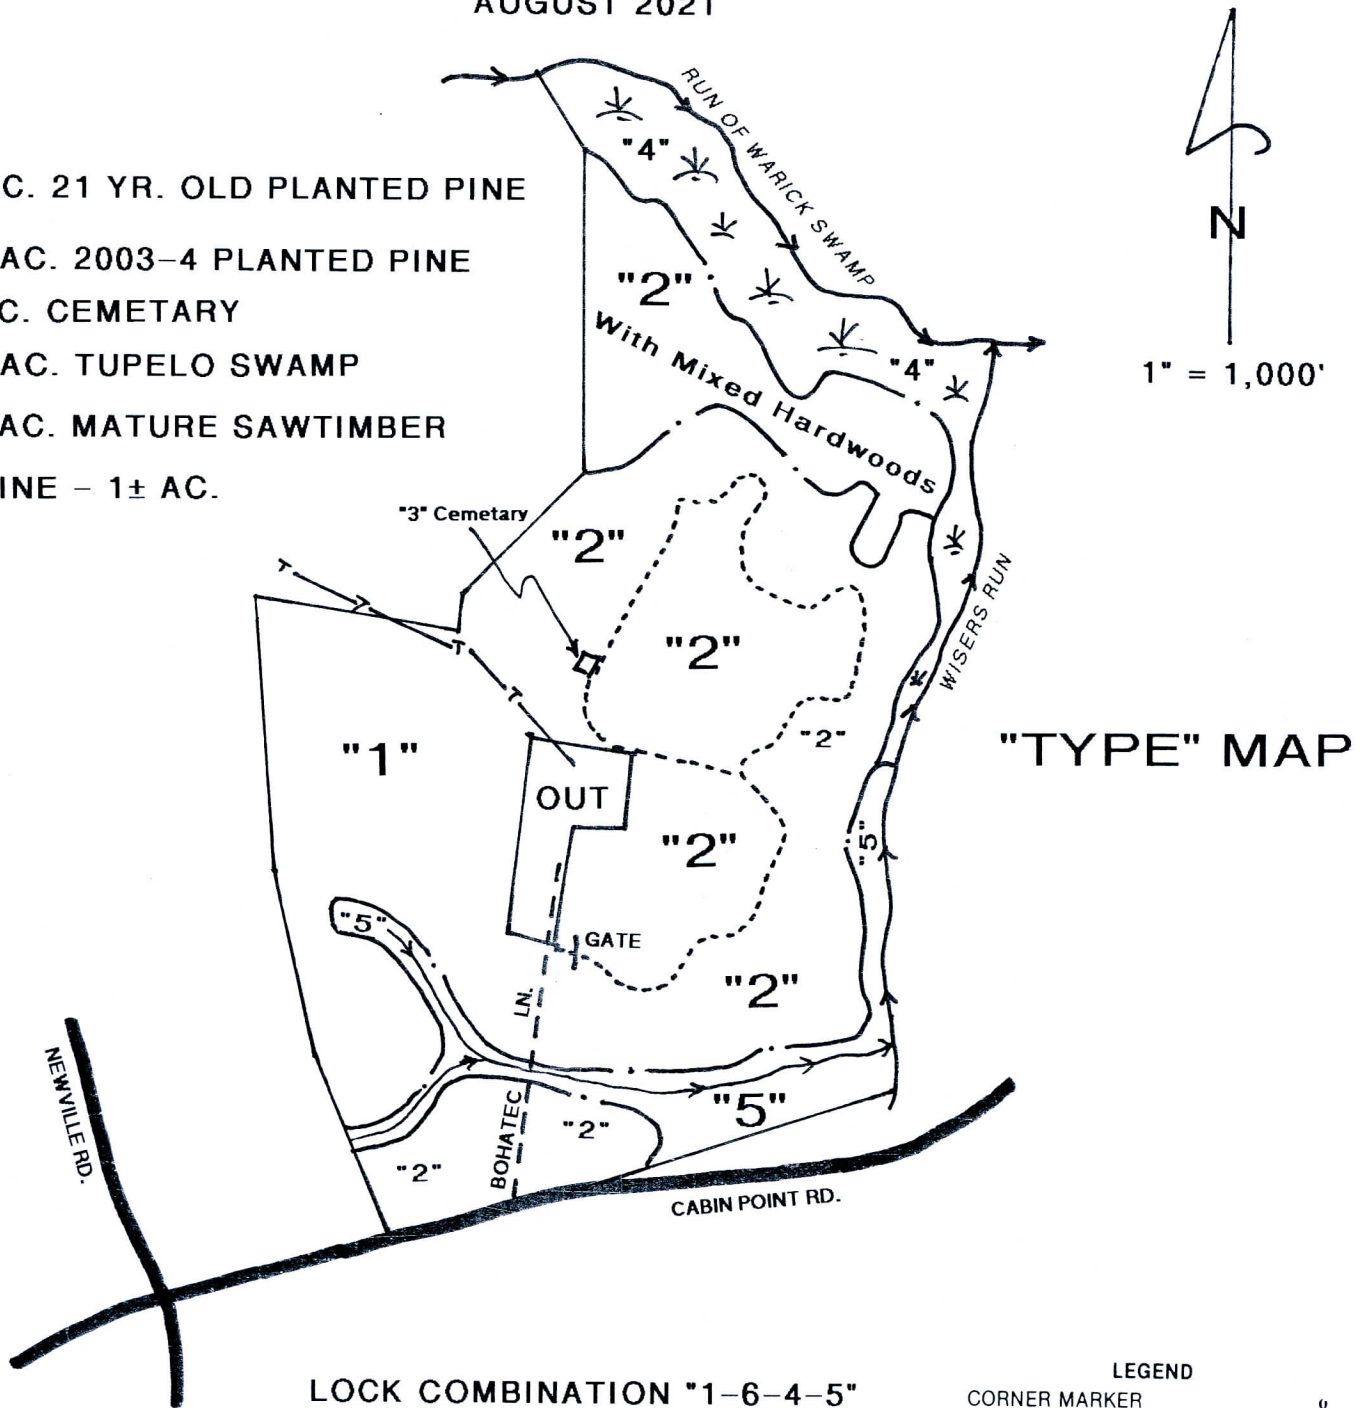 AUGUST 2021
C. 21 YR. OLD PLANTED PINE
AC. 2003-4 PLANTED PINE
C. CEMETARY
AC. TUPELO SWAMP
AC. MATURE SAWTIMBER
INE - 1± AC.
RUN OF WARICK SWAMP
"4"
N
1" = 1,000'
"2"
With Mixed Hardwoods
"4"
"3" Cemetary
"2"
T
T
T
T
"2"
WISERS RUN
"1"
"2"
"TYPE" MAP
OUT
"2"
"5"
"5"
GATE
"2"
BOHATEC LN.
NEWVILLE RD.
"5"
"2"
"2"
CABIN POINT RD.
LOCK COMBINATION "1-6-4-5"
LEGEND
CORNER MARKER